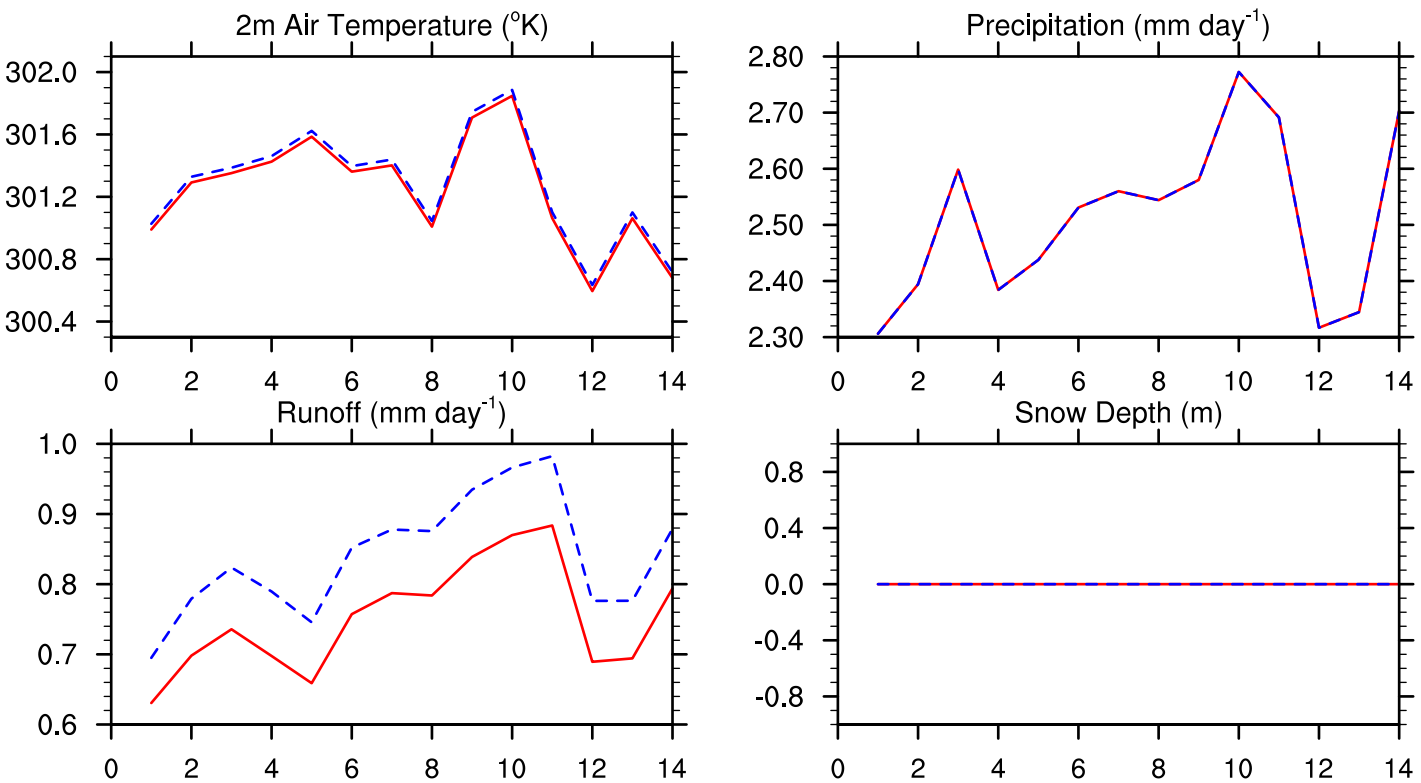 2m Air Temperature (°K)
302.0
301.6
301.2
300.8
300.4
0 2 4 6 8 10 12 14
Precipitation (mm day⁻¹)
2.80
2.70
2.60
2.50
2.40
2.30
0 2 4 6 8 10 12 14
Runoff (mm day⁻¹)
1.0
0.9
0.8
0.7
0.6
0 2 4 6 8 10 12 14
Snow Depth (m)
0.8
0.4
0.0
-0.4
-0.8
0 2 4 6 8 10 12 14